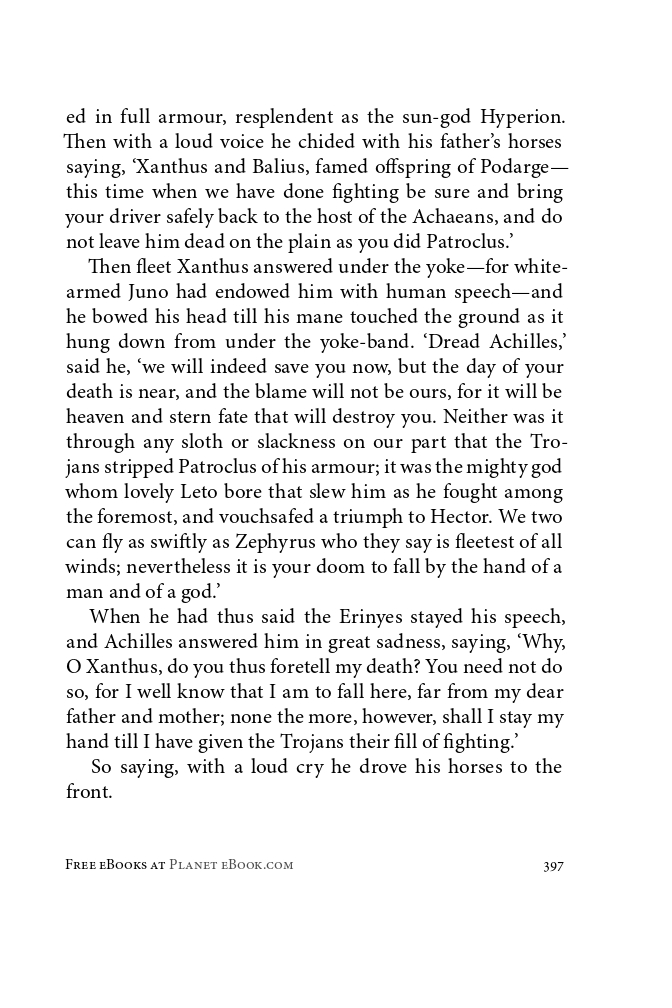 ed in full armour, resplendent as the sun-god Hyperion.
Then with a loud voice he chided with his father’s horses
saying, ‘Xanthus and Balius, famed offspring of Podarge—
this time when we have done fighting be sure and bring
your driver safely back to the host of the Achaeans, and do
not leave him dead on the plain as you did Patroclus.’
Then fleet Xanthus answered under the yoke—for white-
armed Juno had endowed him with human speech—and
he bowed his head till his mane touched the ground as it
hung down from under the yoke-band. ‘Dread Achilles,’
said he, ‘we will indeed save you now, but the day of your
death is near, and the blame will not be ours, for it will be
heaven and stern fate that will destroy you. Neither was it
through any sloth or slackness on our part that the Tro-
jans stripped Patroclus of his armour; it was the mighty god
whom lovely Leto bore that slew him as he fought among
the foremost, and vouchsafed a triumph to Hector. We two
can fly as swiftly as Zephyrus who they say is fleetest of all
winds; nevertheless it is your doom to fall by the hand of a
man and of a god.’
When he had thus said the Erinyes stayed his speech,
and Achilles answered him in great sadness, saying, ‘Why,
O Xanthus, do you thus foretell my death? You need not do
so, for I well know that I am to fall here, far from my dear
father and mother; none the more, however, shall I stay my
hand till I have given the Trojans their fill of fighting.’
So saying, with a loud cry he drove his horses to the
front.
Free eBooks at Planet eBook.com 397